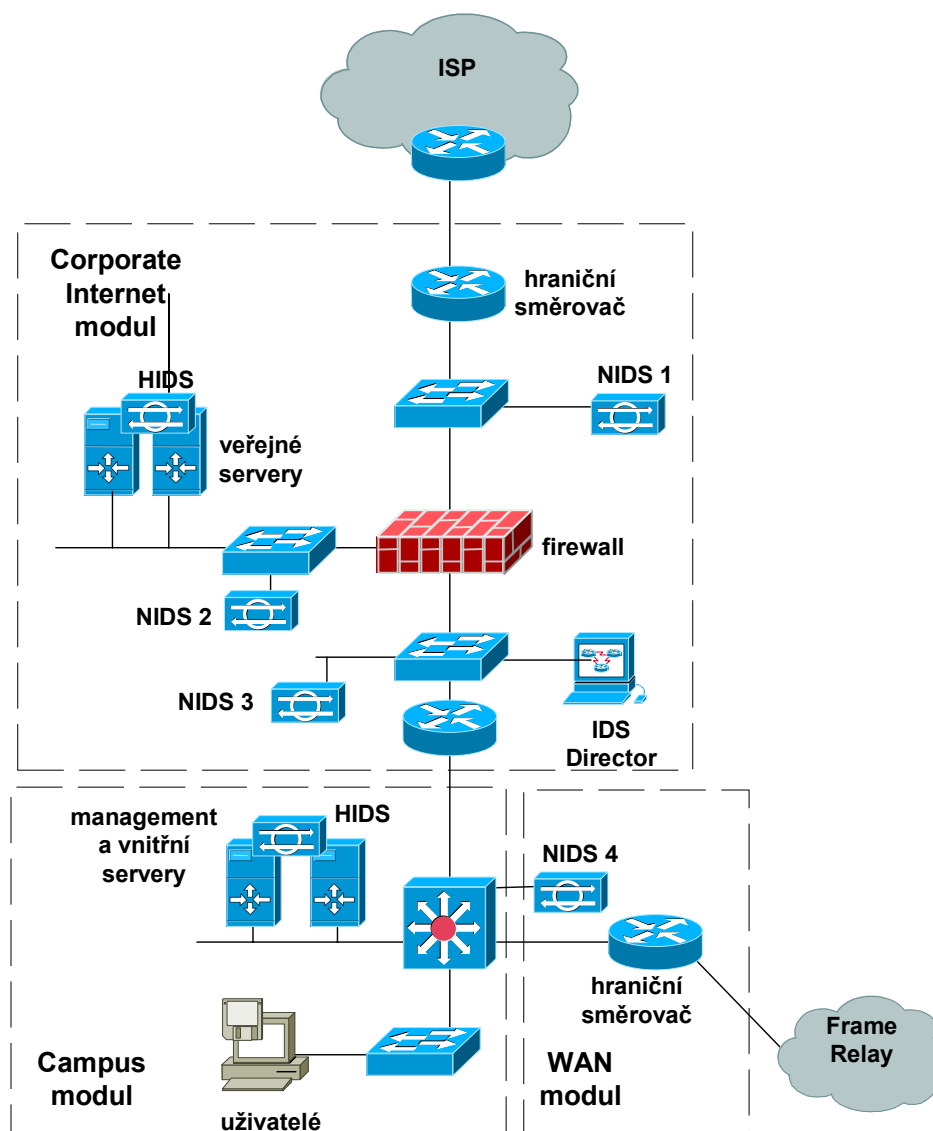 ISP
Corporate
Internet
modul
hraniční
směrovač
HIDS
NIDS 1
veřejné
servery
firewall
NIDS 2
NIDS 3
IDS
Director
management
a vnitřní
servery
HIDS
NIDS 4
hraniční
směrovač
Frame
Relay
Campus
modul
WAN
modul
uživatelé